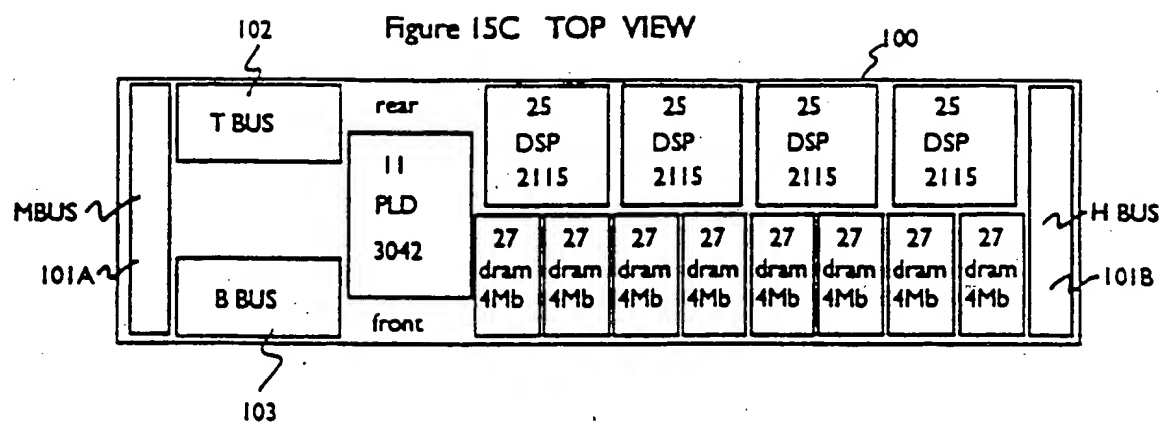 Figure 15C TOP VIEW
102
100
T BUS
rear
25
DSP
2115
25
DSP
2115
25
DSP
2115
25
DSP
2115
11
PLD
3042
MBUS
H BUS
27
dram
4Mb
27
dram
4Mb
27
dram
4Mb
27
dram
4Mb
27
dram
4Mb
27
dram
4Mb
27
dram
4Mb
27
dram
4Mb
101A
101B
B BUS
front
103